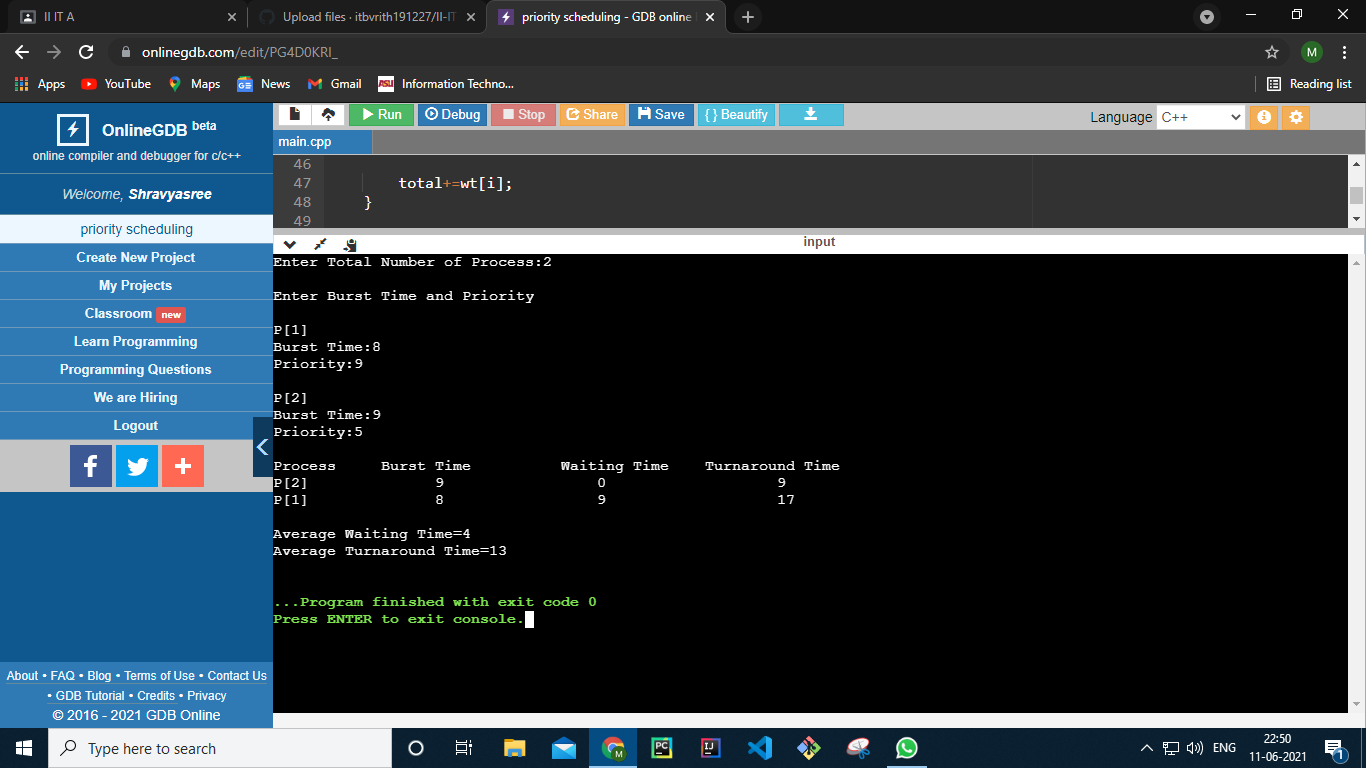 II IT A
Upload files · itbvrith191227/II-IT
priority scheduling - GDB online
onlinegdb.com/edit/PG4D0KRl_
M
Apps
YouTube
Maps
News
Gmail
ASU Information Techno...
Reading list
OnlineGDB beta
online compiler and debugger for c/c++
Welcome, Shravyasree
priority scheduling
Create New Project
My Projects
Classroom new
Learn Programming
Programming Questions
We are Hiring
Logout
About • FAQ • Blog • Terms of Use • Contact Us
• GDB Tutorial • Credits • Privacy
© 2016 - 2021 GDB Online
Run
Debug
Stop
Share
Save
{ } Beautify
Language C++
main.cpp
46
47 total+=wt[i];
48 }
49
input
Enter Total Number of Process:2
Enter Burst Time and Priority
P[1]
Burst Time:8
Priority:9
P[2]
Burst Time:9
Priority:5
Process Burst Time Waiting Time Turnaround Time
P[2] 9 0 9
P[1] 8 9 17
Average Waiting Time=4
Average Turnaround Time=13
...Program finished with exit code 0
Press ENTER to exit console.
Type here to search
M
PC
IJ
ENG
22:50
11-06-2021
1